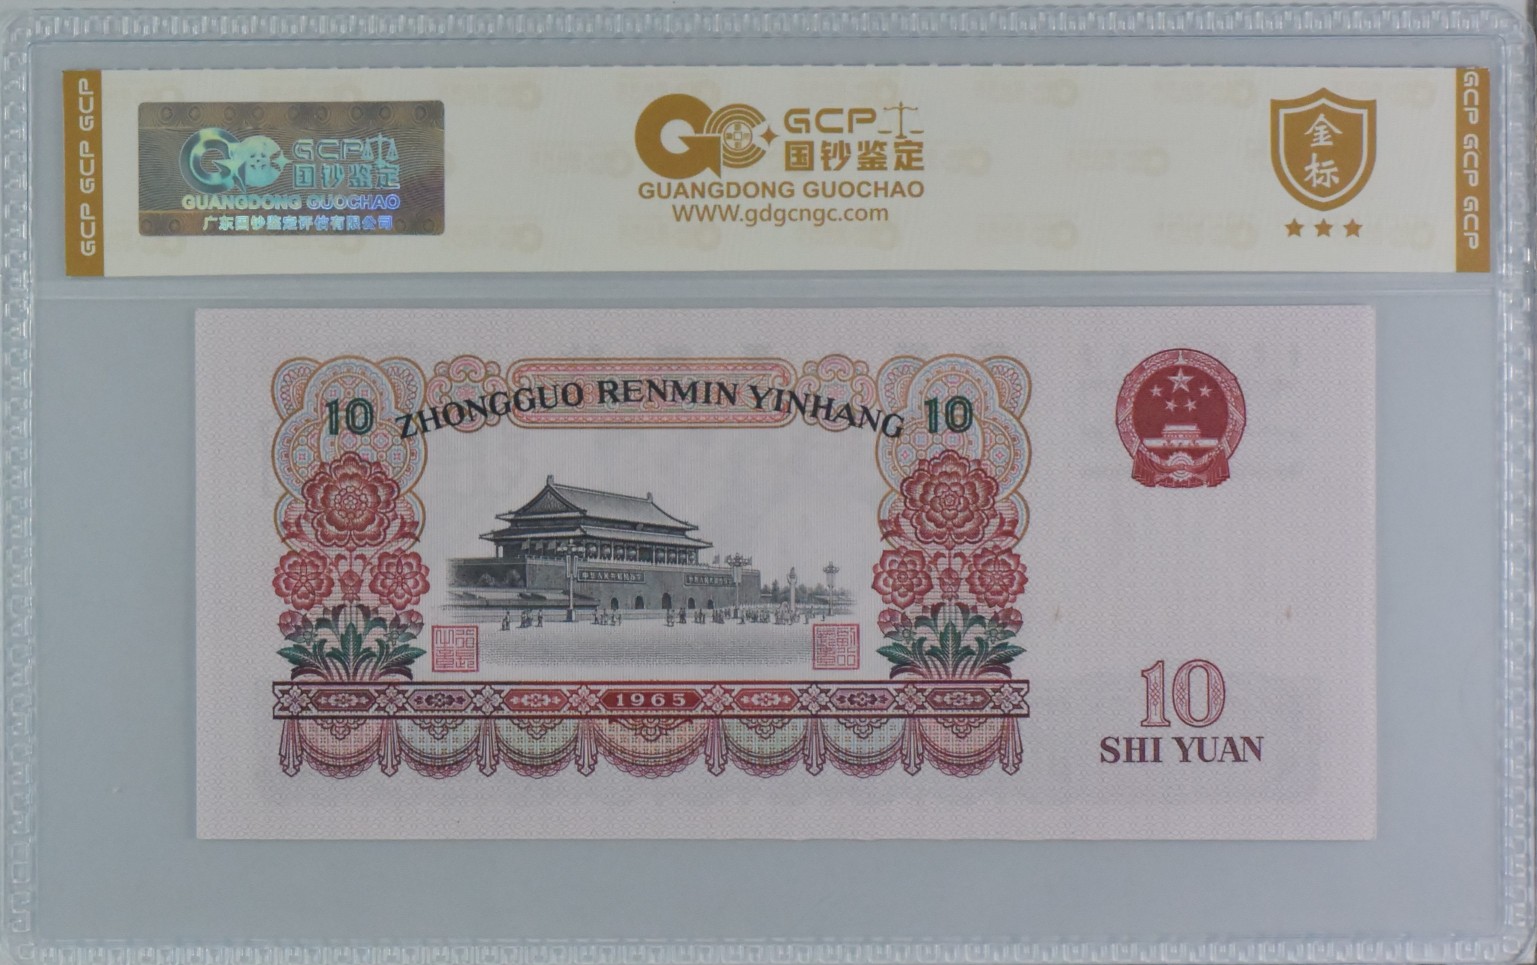 GCP GCP GCP
GCP 国钞鉴定
GUANGDONG GUOCHAO
广东国钞鉴定评估有限公司
GCP
国钞鉴定
GUANGDONG GUOCHAO
WWW.gdgcngc.com
金标
GCP GCP GCP
10 ZHONGGUO RENMIN YINHANG 10
1965
10
SHI YUAN